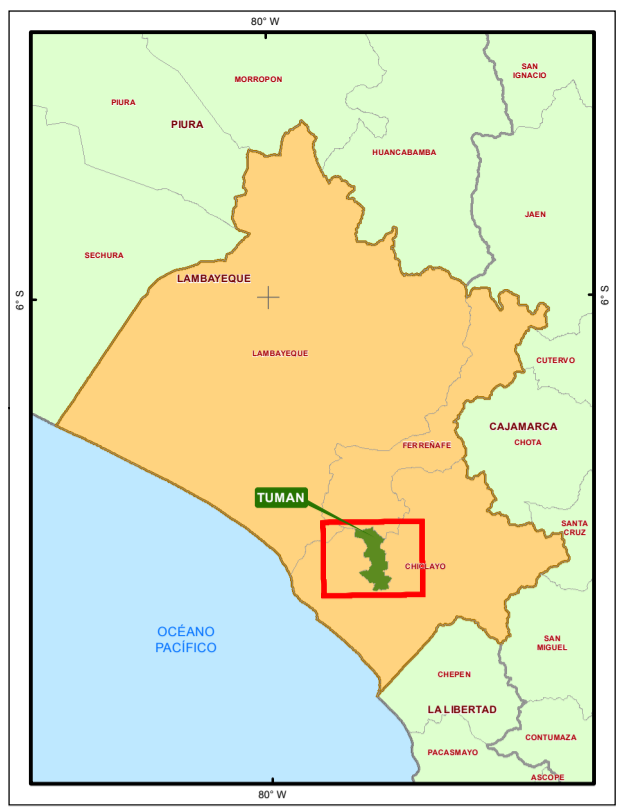 80° W
SAN
IGNACIO
MORROPON
PIURA
PIURA
HUANCABAMBA
JAEN
SECHURA
LAMBAYEQUE
6° S
6° S
LAMBAYEQUE
CUTERVO
CAJAMARCA
CHOTA
FERREÑAFE
TUMAN
SANTA
CRUZ
CHICLAYO
OCÉANO
PACÍFICO
SAN
MIGUEL
CHEPEN
LA LIBERTAD
CONTUMAZA
PACASMAYO
ASCOPE
80° W